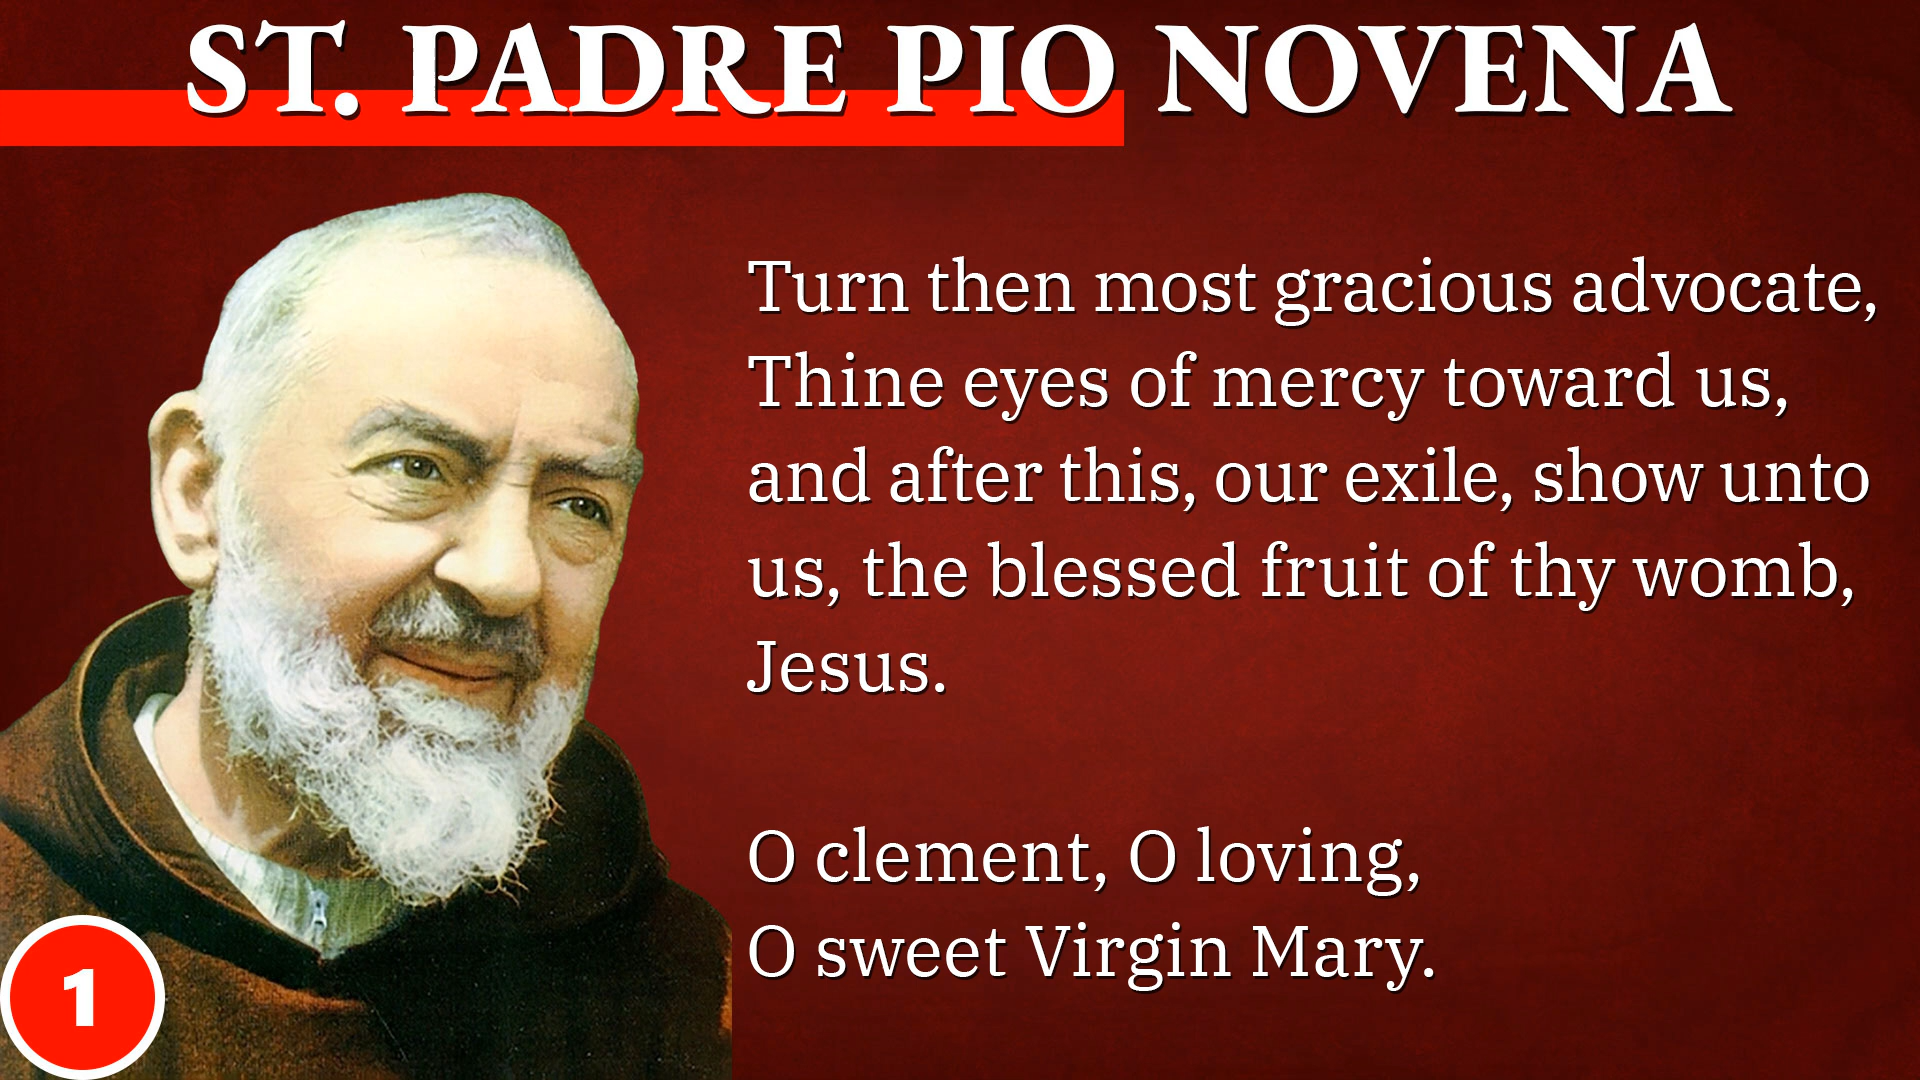 ST. PADRE PIO NOVENA
Turn then most gracious advocate,
Thine eyes of mercy toward us,
and after this, our exile, show unto
us, the blessed fruit of thy womb,
Jesus.
O clement, O loving,
O sweet Virgin Mary.
1